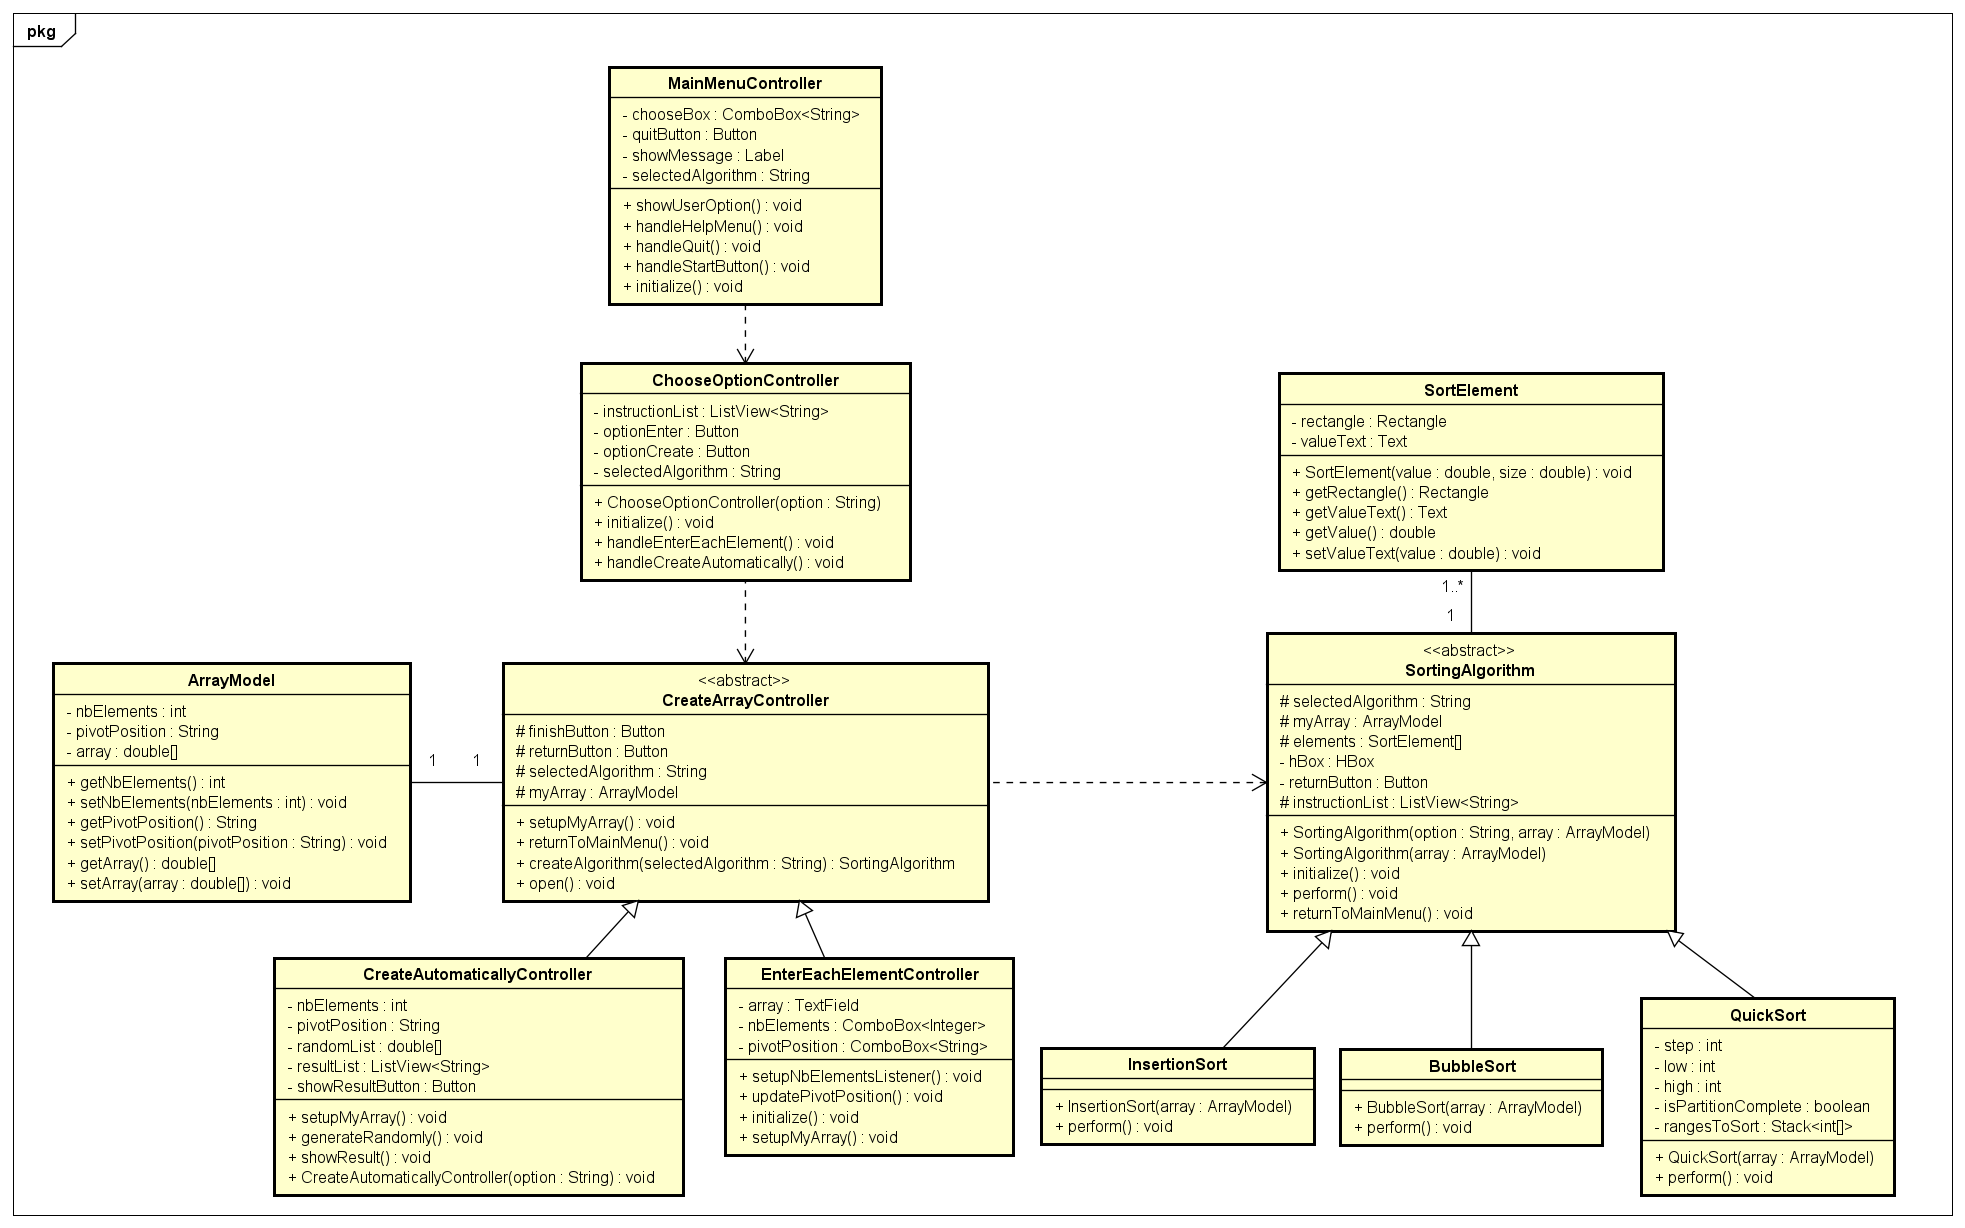 pkg
MainMenuController
- chooseBox : ComboBox<String>
- quitButton : Button
- showMessage : Label
- selectedAlgorithm : String
+ showUserOption() : void
+ handleHelpMenu() : void
+ handleQuit() : void
+ handleStartButton() : void
+ initialize() : void
ChooseOptionController
- instructionList : ListView<String>
- optionEnter : Button
- optionCreate : Button
- selectedAlgorithm : String
+ ChooseOptionController(option : String)
+ initialize() : void
+ handleEnterEachElement() : void
+ handleCreateAutomatically() : void
SortElement
- rectangle : Rectangle
- valueText : Text
+ SortElement(value : double, size : double) : void
+ getRectangle() : Rectangle
+ getValueText() : Text
+ getValue() : double
+ setValueText(value : double) : void
1..*
1
ArrayModel
- nbElements : int
- pivotPosition : String
- array : double[]
+ getNbElements() : int
+ setNbElements(nbElements : int) : void
+ getPivotPosition() : String
+ setPivotPosition(pivotPosition : String) : void
+ getArray() : double[]
+ setArray(array : double[]) : void
1
1
<<abstract>>
CreateArrayController
# finishButton : Button
# returnButton : Button
# selectedAlgorithm : String
# myArray : ArrayModel
+ setupMyArray() : void
+ returnToMainMenu() : void
+ createAlgorithm(selectedAlgorithm : String) : SortingAlgorithm
+ open() : void
<<abstract>>
SortingAlgorithm
# selectedAlgorithm : String
# myArray : ArrayModel
# elements : SortElement[]
- hBox : HBox
- returnButton : Button
# instructionList : ListView<String>
+ SortingAlgorithm(option : String, array : ArrayModel)
+ SortingAlgorithm(array : ArrayModel)
+ initialize() : void
+ perform() : void
+ returnToMainMenu() : void
CreateAutomaticallyController
- nbElements : int
- pivotPosition : String
- randomList : double[]
- resultList : ListView<String>
- showResultButton : Button
+ setupMyArray() : void
+ generateRandomly() : void
+ showResult() : void
+ CreateAutomaticallyController(option : String) : void
EnterEachElementController
- array : TextField
- nbElements : ComboBox<Integer>
- pivotPosition : ComboBox<String>
+ setupNbElementsListener() : void
+ updatePivotPosition() : void
+ initialize() : void
+ setupMyArray() : void
InsertionSort
+ InsertionSort(array : ArrayModel)
+ perform() : void
BubbleSort
+ BubbleSort(array : ArrayModel)
+ perform() : void
QuickSort
- step : int
- low : int
- high : int
- isPartitionComplete : boolean
- rangesToSort : Stack<int[]>
+ QuickSort(array : ArrayModel)
+ perform() : void